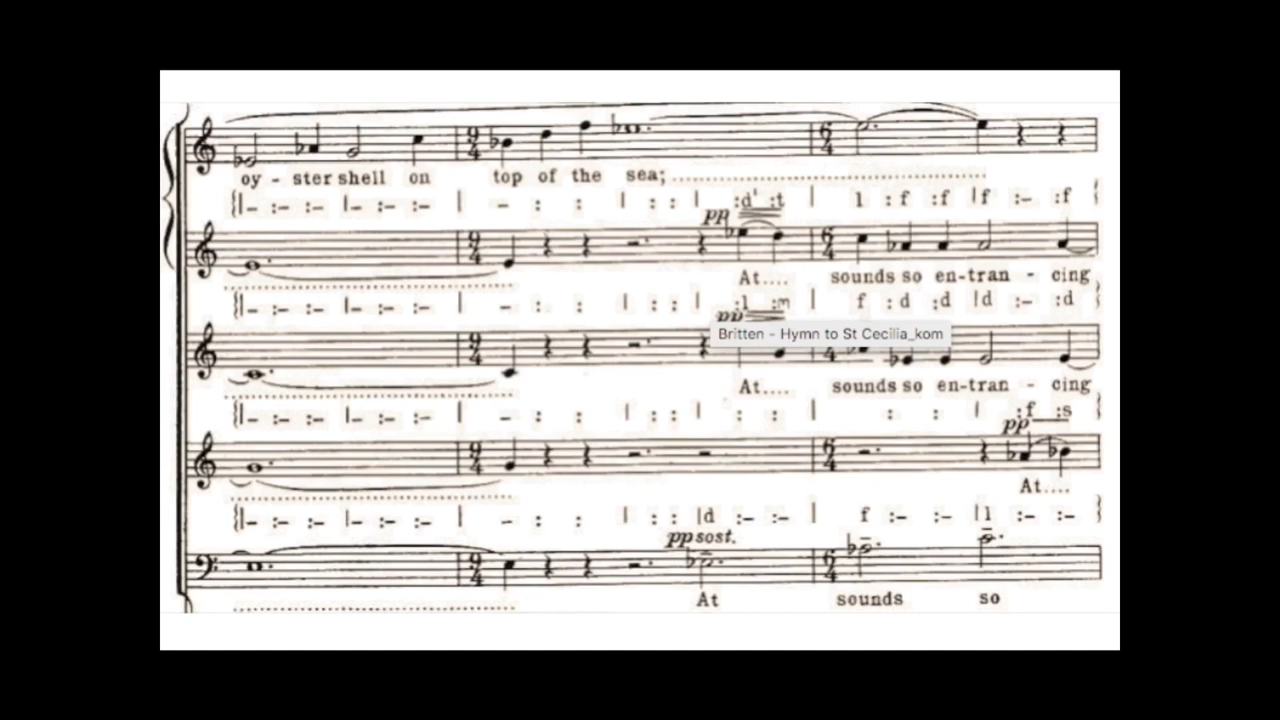 oy - ster shell on top of the sea;
{|- :- :- |- :- :- | - : : | : : | :d' :t | l :f :f |f :- :f }
pp
At.... sounds so en-tran - cing
{|- :- :- |- :- :- | - : : | : : | :l :m | f :d :d |d :- :d }
pp
Britten - Hymn to St Cecilia_kom
At.... sounds so en-tran - cing
{|- :- :- |- :- :- | - : : | : : | : : | : : | :f :s }
pp
At....
{|- :- :- |- :- :- | - : : | : : |d :- :- | f :- :- |l :- :- }
pp sost.
At sounds so